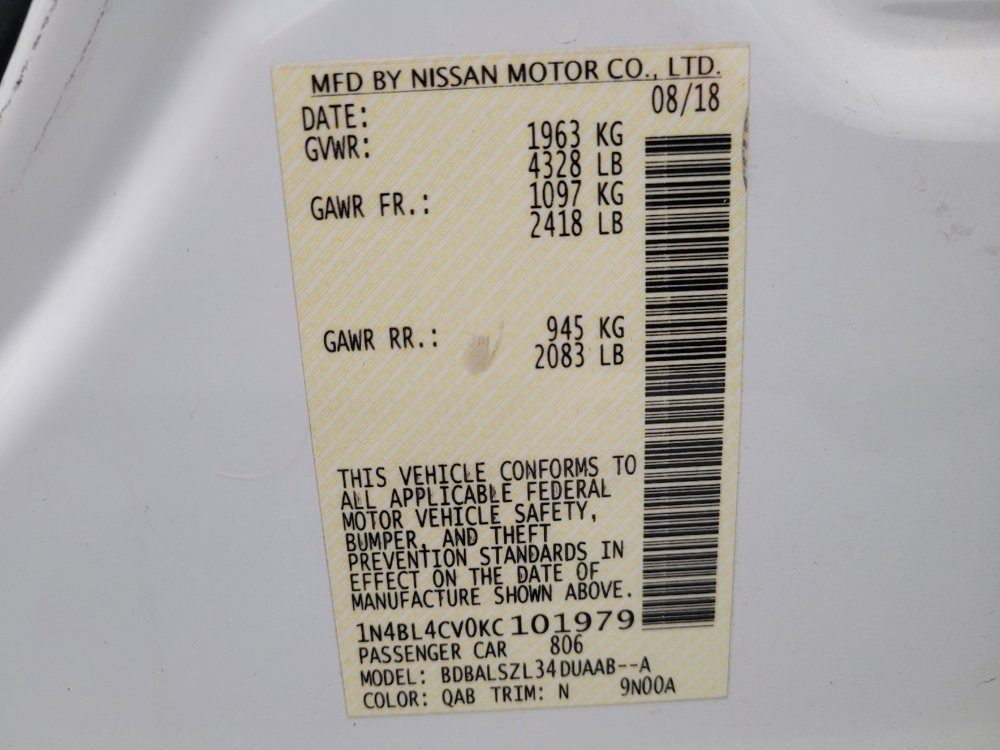 MFD BY NISSAN MOTOR CO., LTD.
DATE: 08/18
GVWR: 1963 KG
4328 LB
GAWR FR.: 1097 KG
2418 LB
GAWR RR.: 945 KG
2083 LB
THIS VEHICLE CONFORMS TO
ALL APPLICABLE FEDERAL
MOTOR VEHICLE SAFETY,
BUMPER, AND THEFT
PREVENTION STANDARDS IN
EFFECT ON THE DATE OF
MANUFACTURE SHOWN ABOVE.
1N4BL4CV0KC 101979
PASSENGER CAR 806
MODEL: BDBALSZL34DUAAB--A
COLOR: QAB TRIM: N 9N00A